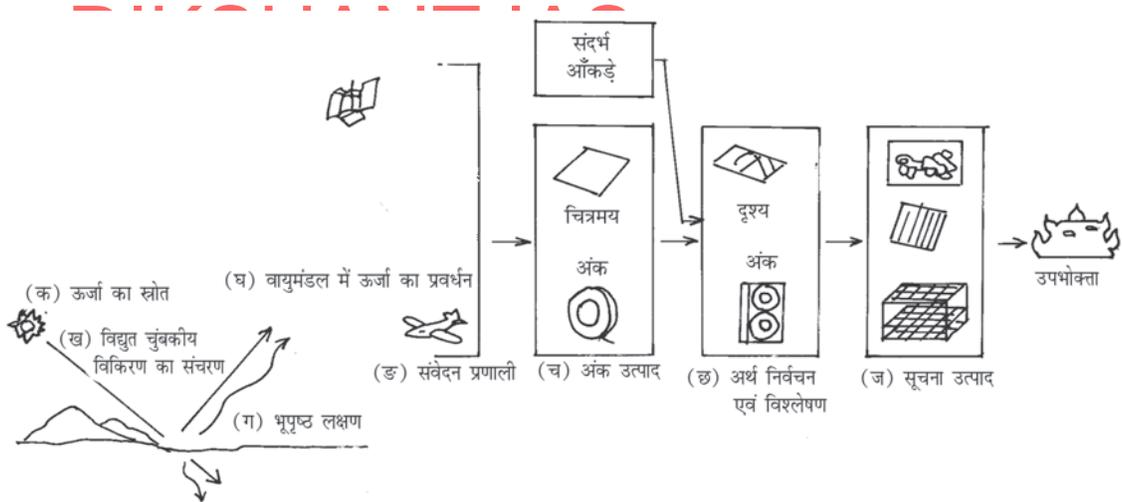 संदर्भ
आँकड़े
चित्रमय
दृश्य
अंक
अंक
(घ) वायुमंडल में ऊर्जा का प्रवर्धन
उपभोक्ता
(क) ऊर्जा का स्रोत
(ख) विद्युत चुंबकीय
विकिरण का संचरण
(ङ) संवेदन प्रणाली
(च) अंक उत्पाद
(छ) अर्थ निर्वचन
एवं विश्लेषण
(ज) सूचना उत्पाद
(ग) भूपृष्ठ लक्षण